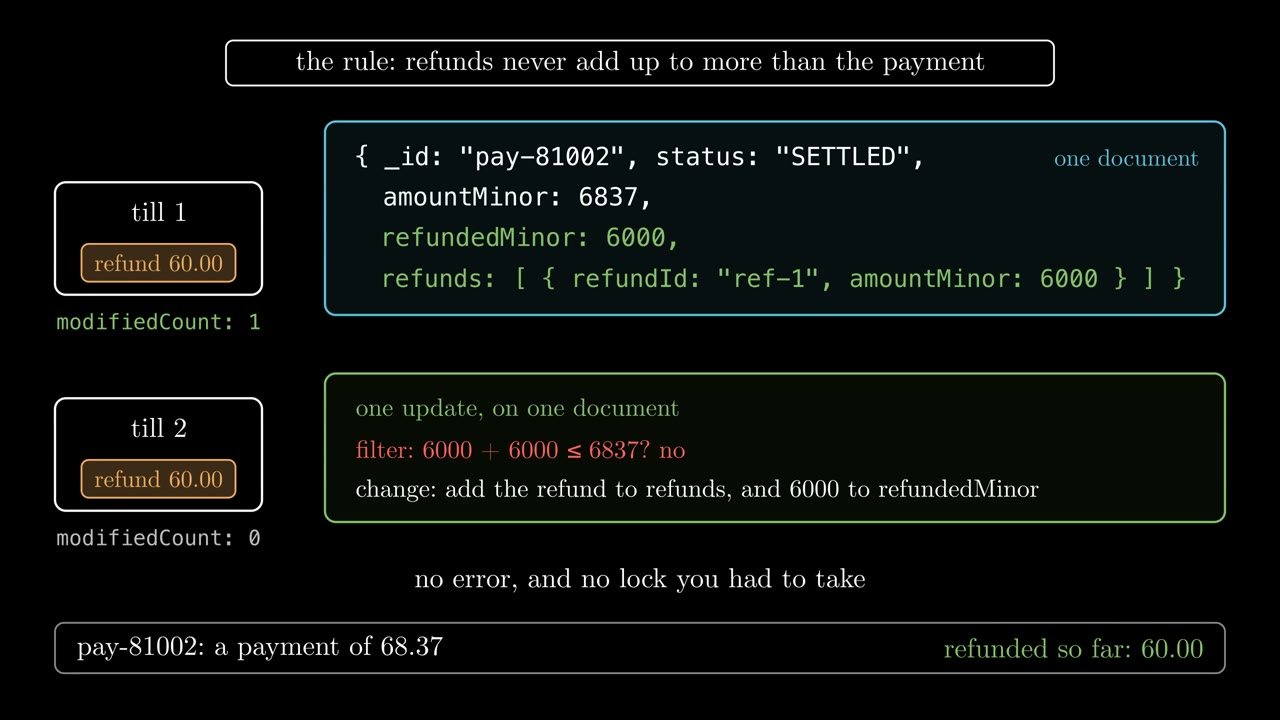 the rule: refunds never add up to more than the payment
{ _id: "pay-81002", status: "SETTLED",
one document
amountMinor: 6837,
refundedMinor: 6000,
refunds: [ { refundId: "ref-1", amountMinor: 6000 } ] }
till 1
refund 60.00
modifiedCount: 1
till 2
refund 60.00
modifiedCount: 0
one update, on one document
filter: 6000 + 6000 ≤ 6837? no
change: add the refund to refunds, and 6000 to refundedMinor
no error, and no lock you had to take
pay-81002: a payment of 68.37
refunded so far: 60.00